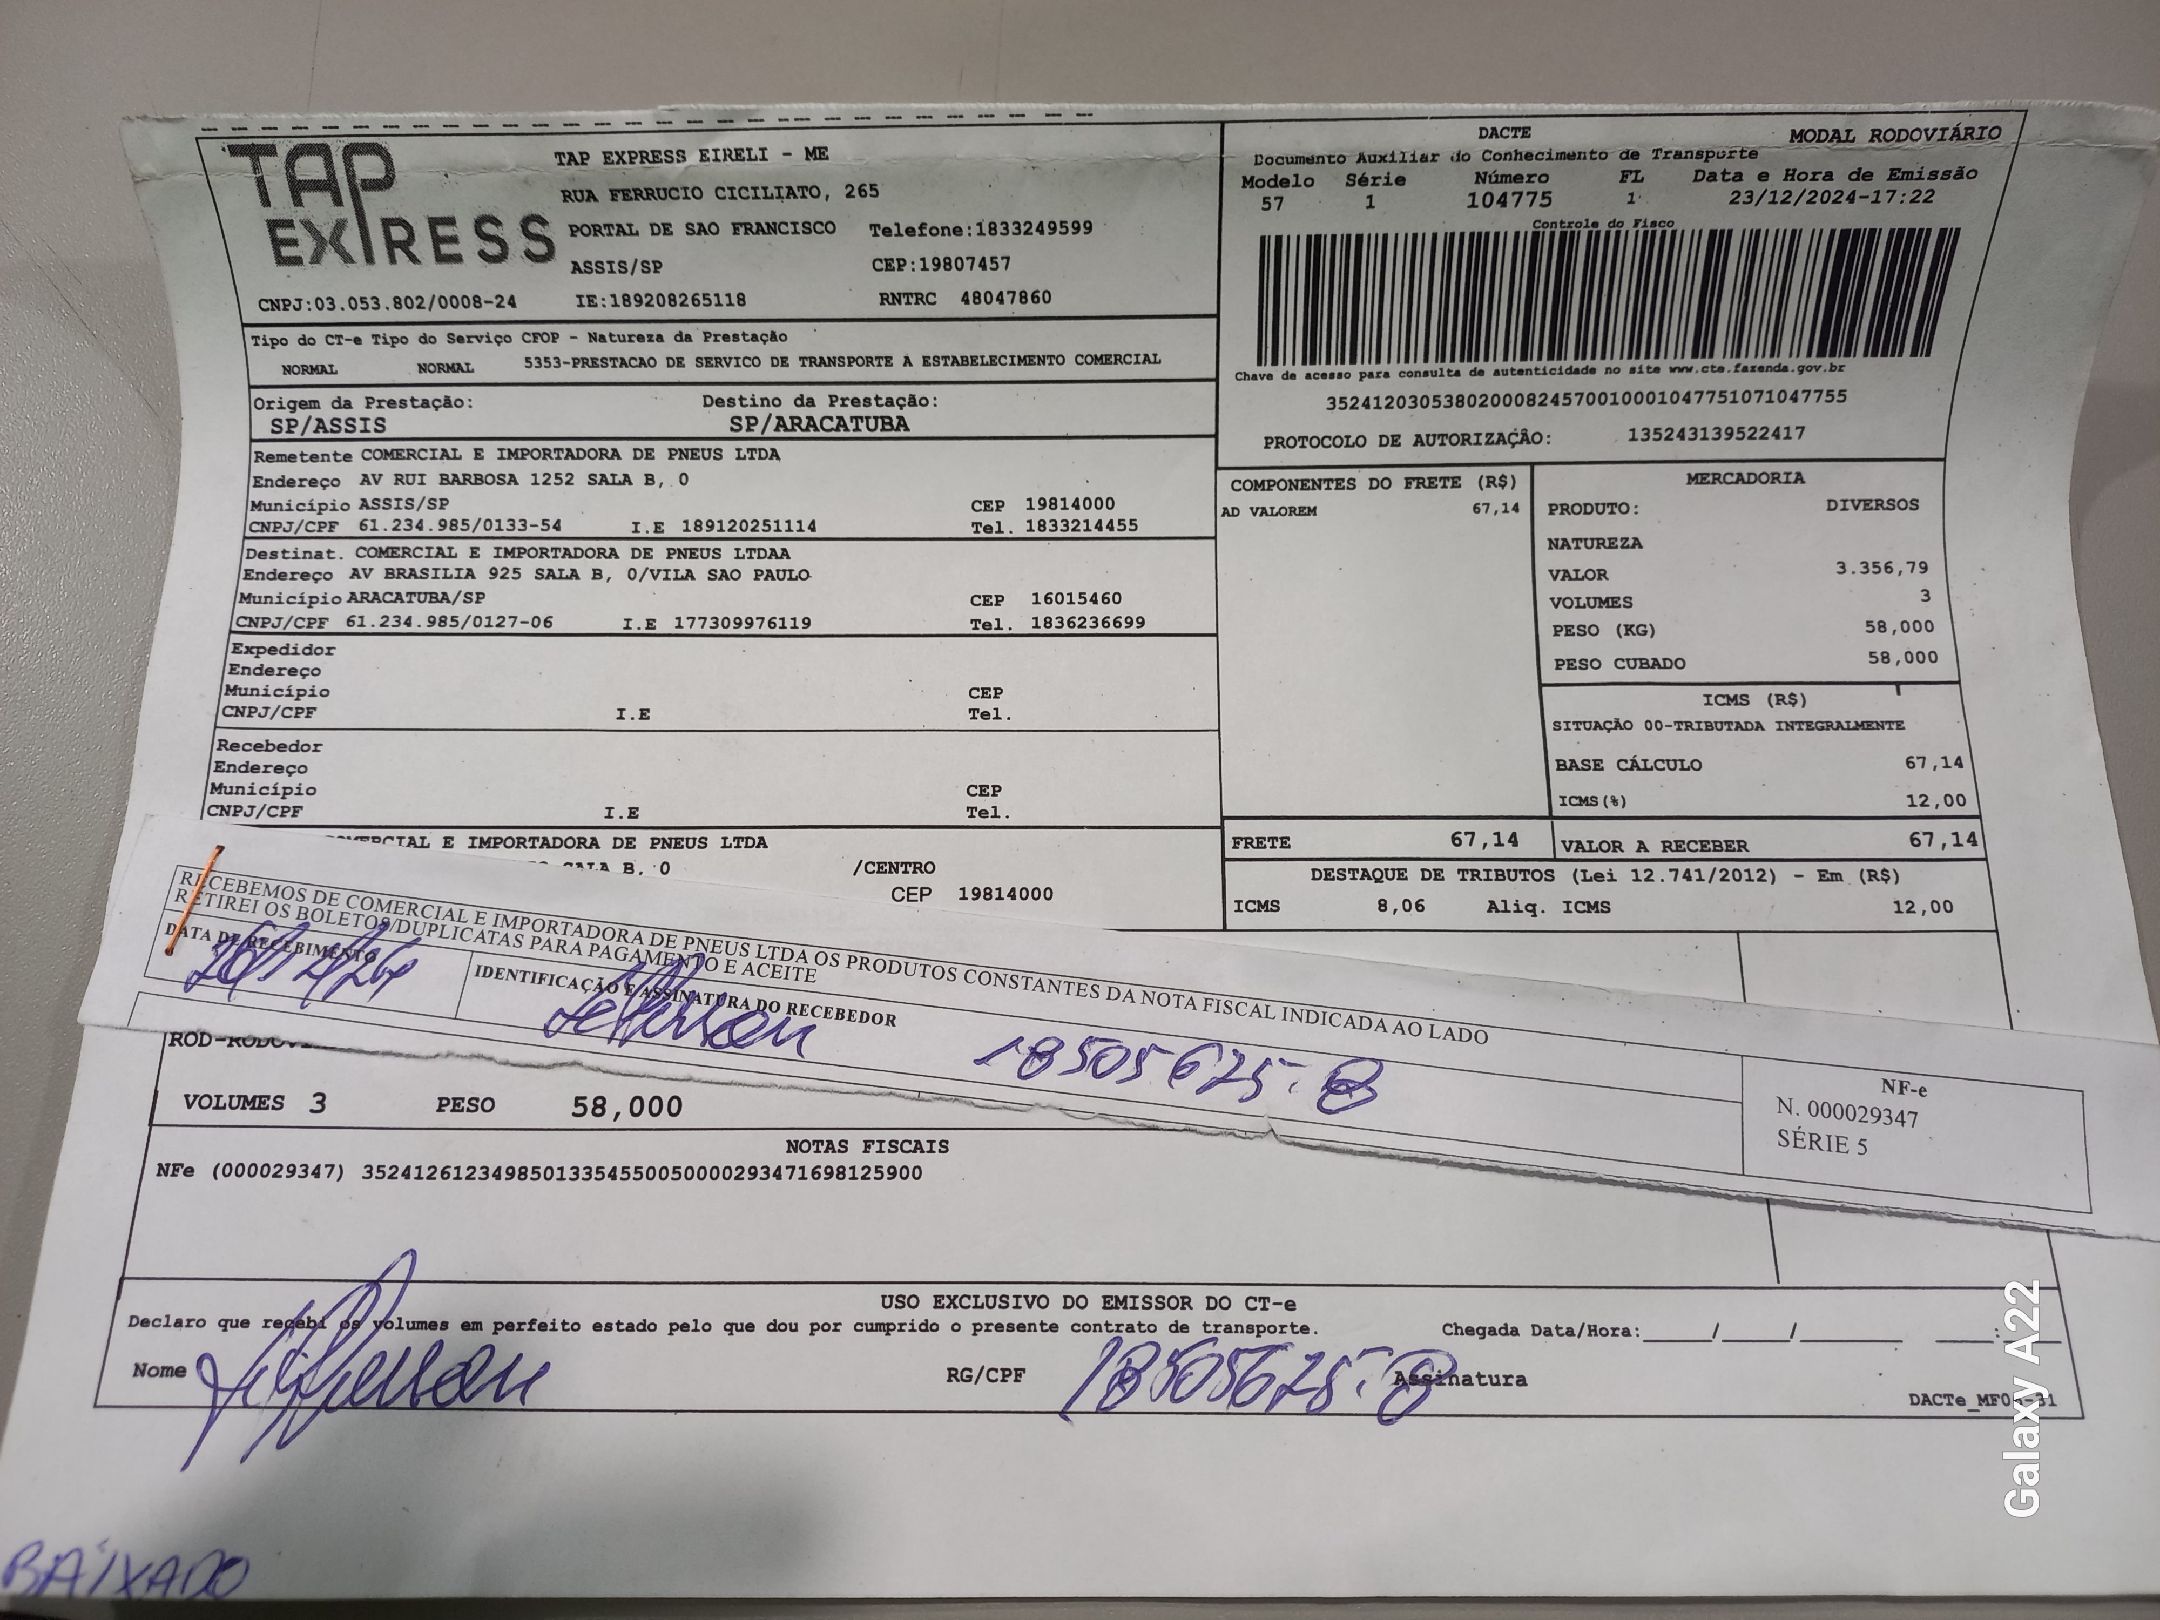 TAP
EXPRESS
TAP EXPRESS EIRELI - ME
RUA FERRUCIO CICILIATO, 265
PORTAL DE SAO FRANCISCO Telefone:1833249599
ASSIS/SP CEP:19807457
CNPJ:03.053.802/0008-24 IE:189208265118 RNTRC 48047860
DACTE MODAL RODOVIÁRIO
Documento Auxiliar do Conhecimento de Transporte
Modelo Série Número FL Data e Hora de Emissão
57 1 104775 1 23/12/2024-17:22
Controle do Fisco
Chave de acesso para consulta de autenticidade no site www.cte.fazenda.gov.br
35241203053802000824570010001047751071047755
PROTOCOLO DE AUTORIZAÇÂO: 135243139522417
Tipo do CT-e Tipo do Serviço CFOP - Natureza da Prestação
NORMAL NORMAL 5353-PRESTACAO DE SERVICO DE TRANSPORTE A ESTABELECIMENTO COMERCIAL
Origem da Prestação: Destino da Prestação:
SP/ASSIS SP/ARACATUBA
Remetente COMERCIAL E IMPORTADORA DE PNEUS LTDA
Endereço AV RUI BARBOSA 1252 SALA B, 0
Município ASSIS/SP CEP 19814000
CNPJ/CPF 61.234.985/0133-54 I.E 189120251114 Tel. 1833214455
Destinat. COMERCIAL E IMPORTADORA DE PNEUS LTDAA
Endereço AV BRASILIA 925 SALA B, 0/VILA SAO PAULO
Município ARACATUBA/SP CEP 16015460
CNPJ/CPF 61.234.985/0127-06 I.E 177309976119 Tel. 1836236699
Expedidor
Endereço
Município CEP
CNPJ/CPF I.E Tel.
Recebedor
Endereço
Município CEP
CNPJ/CPF I.E Tel.
COMERCIAL E IMPORTADORA DE PNEUS LTDA
SALA B, 0 /CENTRO
CEP 19814000
COMPONENTES DO FRETE (R$)
AD VALOREM 67,14
MERCADORIA
PRODUTO: DIVERSOS
NATUREZA
VALOR 3.356,79
VOLUMES 3
PESO (KG) 58,000
PESO CUBADO 58,000
ICMS (R$)
SITUAÇÃO 00-TRIBUTADA INTEGRALMENTE
BASE CÁLCULO 67,14
ICMS(%) 12,00
FRETE 67,14 VALOR A RECEBER 67,14
DESTAQUE DE TRIBUTOS (Lei 12.741/2012) - Em (R$)
ICMS 8,06 Aliq. ICMS 12,00
RECEBEMOS DE COMERCIAL E IMPORTADORA DE PNEUS LTDA OS PRODUTOS CONSTANTES DA NOTA FISCAL INDICADA AO LADO
RETIREI OS BOLETOS/DUPLICATAS PARA PAGAMENTO E ACEITE
DATA DE RECEBIMENTO IDENTIFICAÇÃO E ASSINATURA DO RECEBEDOR
Jefferson 18505625-8
NF-e
N. 000029347
SÉRIE 5
VOLUMES 3 PESO 58,000
NOTAS FISCAIS
NFe (000029347) 35241261234985013354550050000293471698125900
USO EXCLUSIVO DO EMISSOR DO CT-e
Declaro que recebi os volumes em perfeito estado pelo que dou por cumprido o presente contrato de transporte. Chegada Data/Hora:_____/_____/_______ ____:____
Nome Jefferson RG/CPF 18505625-8 Assinatura
BAIXADO
Galaxy A22